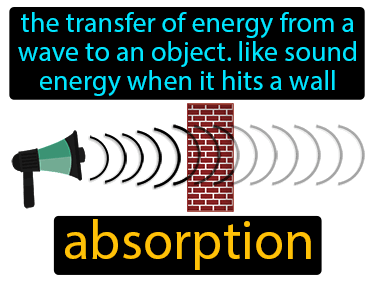 the transfer of energy from a
wave to an object. like sound
energy when it hits a wall
absorption